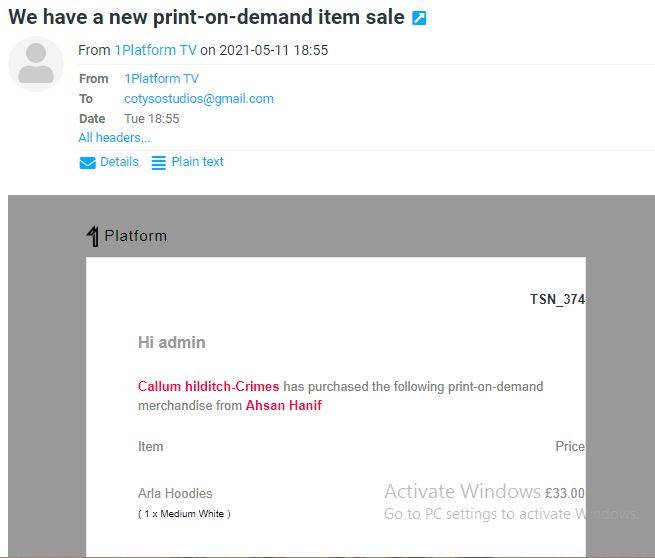 We have a new print-on-demand item sale
From 1Platform TV on 2021-05-11 18:55
From 1Platform TV
To cotysostudios@gmail.com
Date Tue 18:55
All headers...
Details Plain text
1 Platform
TSN_374
Hi admin
Callum hilditch-Crimes has purchased the following print-on-demand
merchandise from Ahsan Hanif
Item Price
Arla Hoodies £33.00
( 1 x Medium White )
Activate Windows
Go to PC settings to activate Windows.